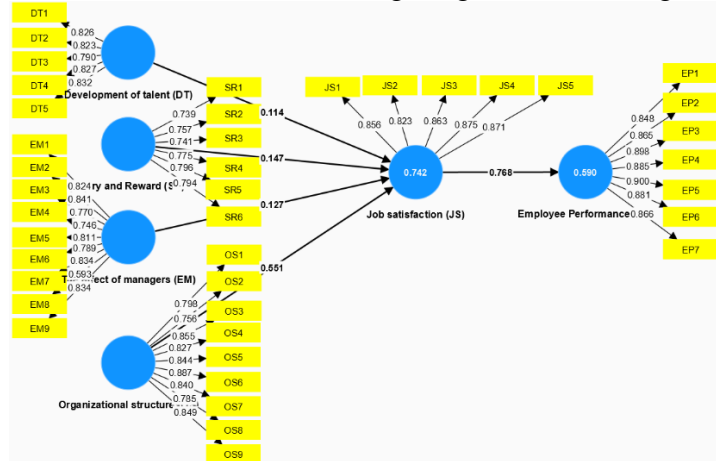 DT1
DT2
DT3
DT4
DT5
0.826
0.823
0.790
0.827
0.832
Development of talent (DT)
SR1
SR2
SR3
SR4
SR5
SR6
0.739
0.757
0.741
0.775
0.796
0.794
ry and Reward (S
EM1
EM2
EM3
EM4
EM5
EM6
EM7
EM8
EM9
0.824
0.841
0.770
0.746
0.811
0.789
0.834
0.593
0.834
ect of managers (EM)
OS1
OS2
OS3
OS4
OS5
OS6
OS7
OS8
OS9
0.798
0.756
0.855
0.827
0.844
0.887
0.840
0.785
0.849
Organizational structure
0.114
0.147
0.127
0.551
JS1
JS2
JS3
JS4
JS5
0.856
0.823
0.863
0.875
0.871
0.742
Job satisfaction (JS)
0.768
0.590
Employee Performance
EP1
EP2
EP3
EP4
EP5
EP6
EP7
0.848
0.865
0.898
0.885
0.900
0.881
0.866